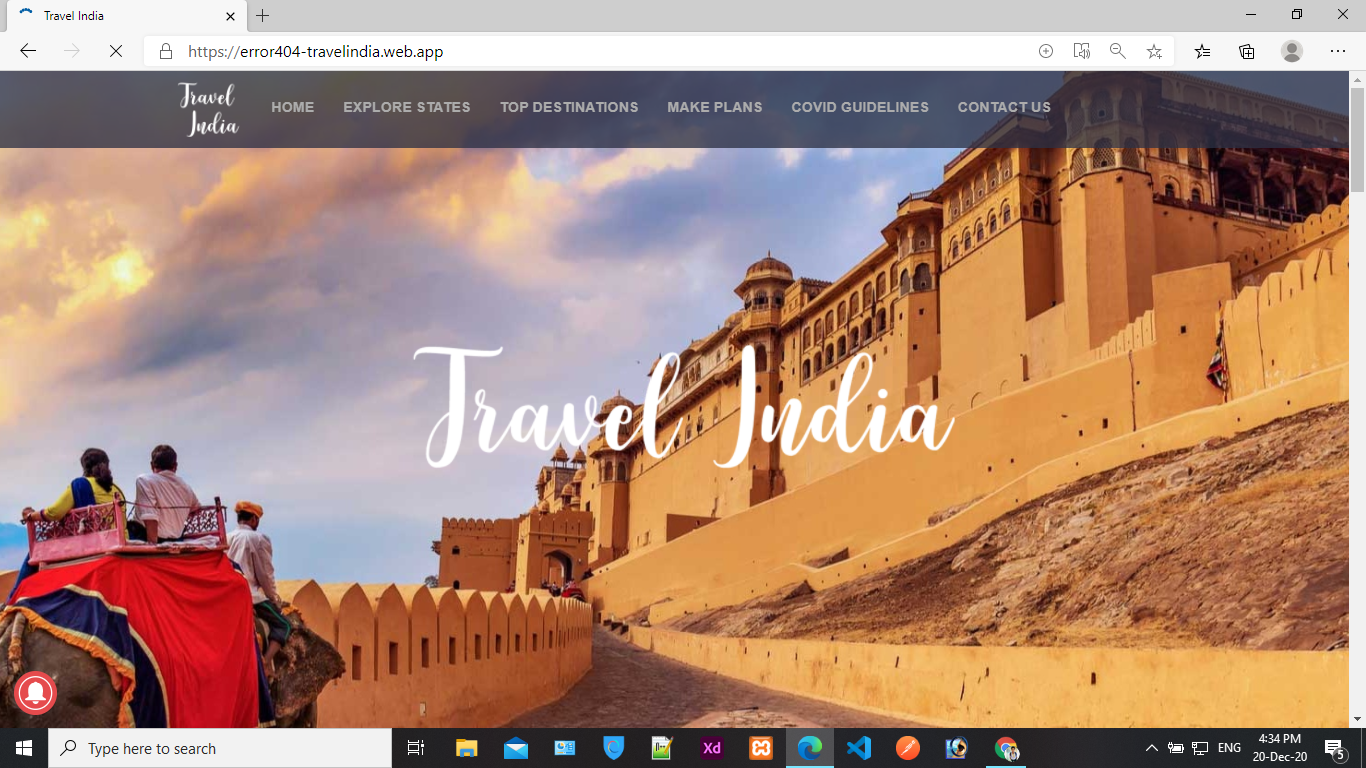 Travel India
https://error404-travelindia.web.app
Travel
India
HOME
EXPLORE STATES
TOP DESTINATIONS
MAKE PLANS
COVID GUIDELINES
CONTACT US
Travel India
Type here to search
Xd
ENG
4:34 PM
20-Dec-20
5